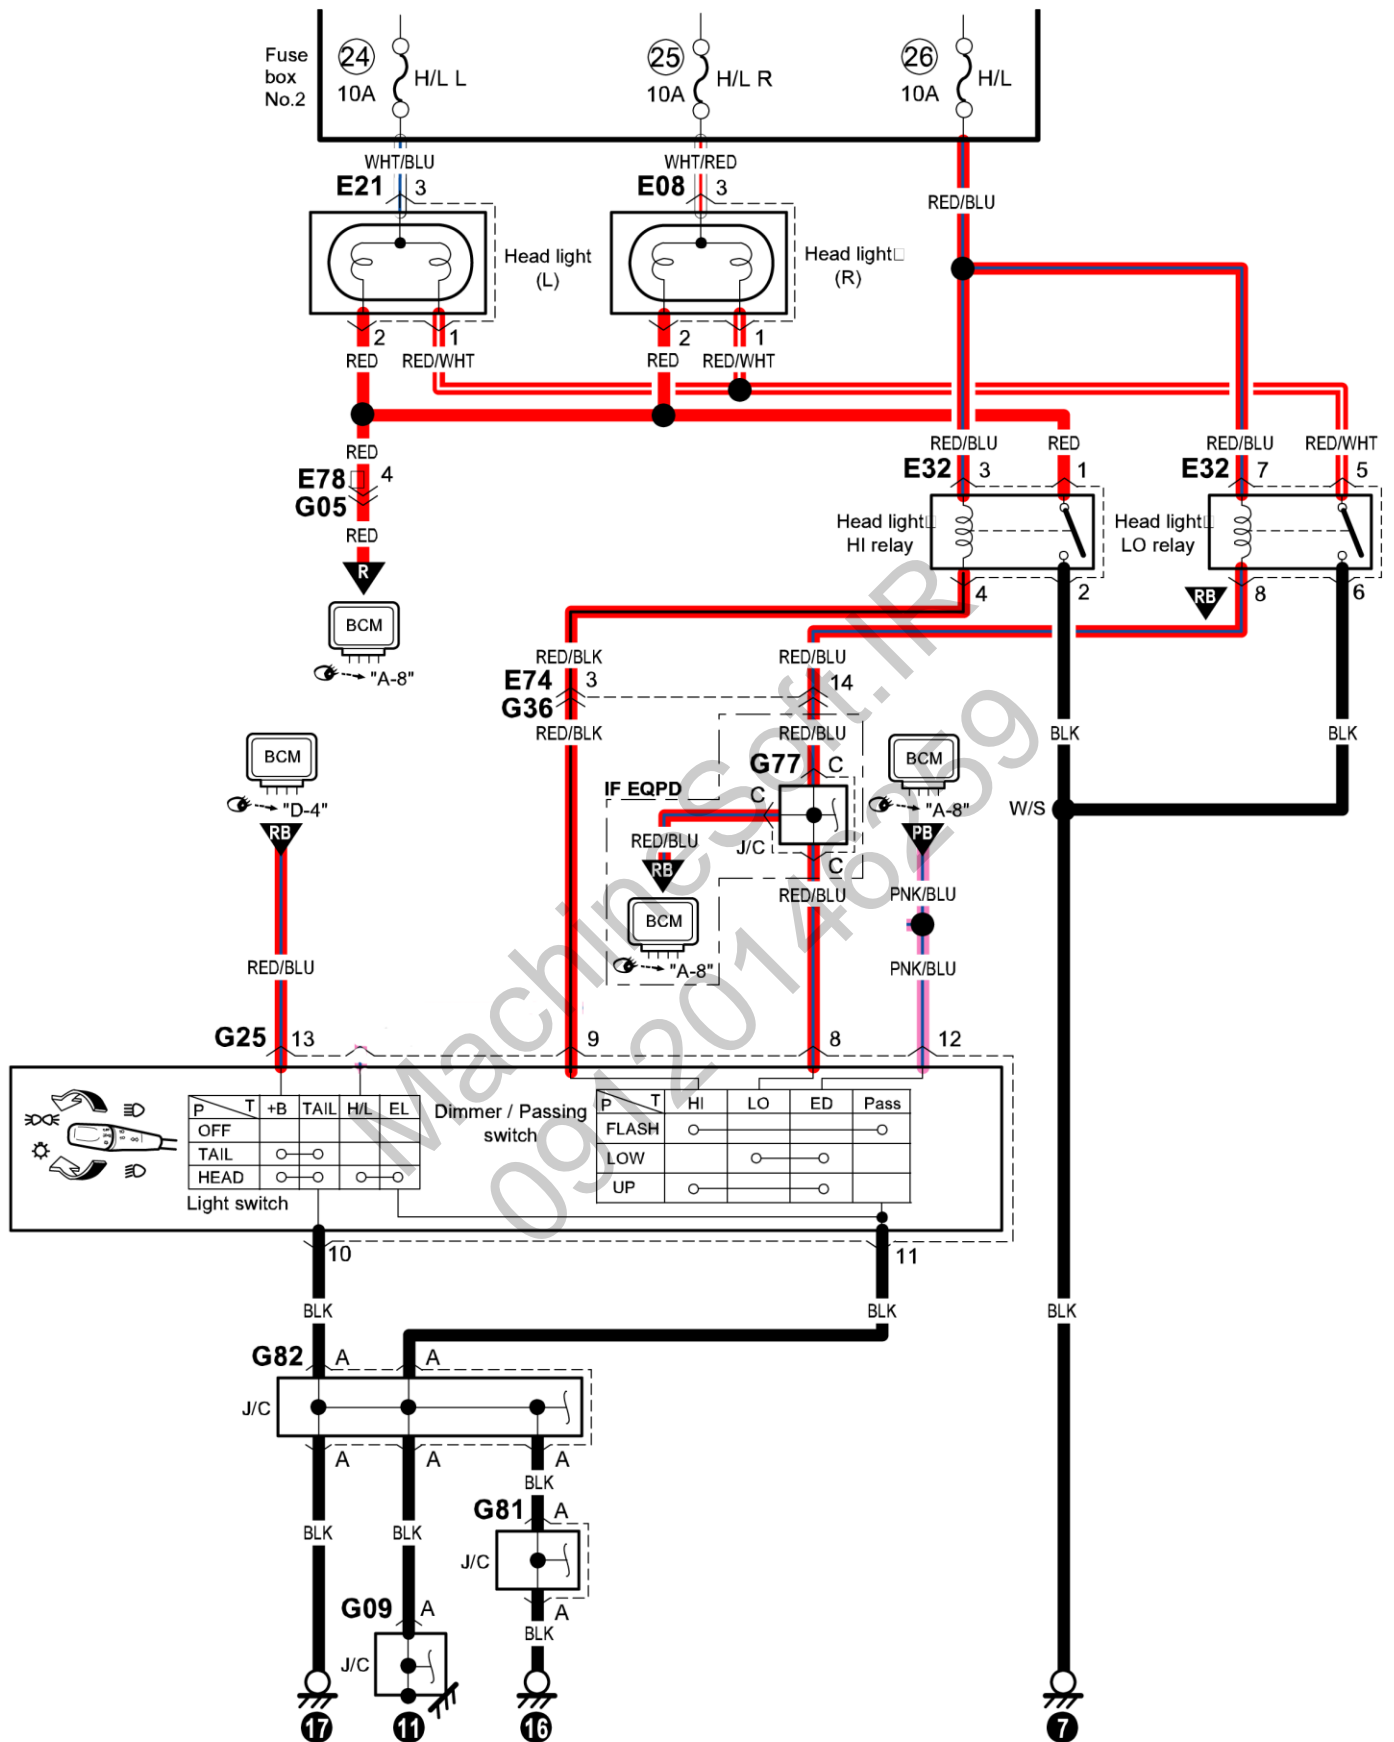 Fuse box No.2
24 10A H/L L
25 10A H/L R
26 10A H/L
WHT/BLU
WHT/RED
RED/BLU
E21 3
E08 3
Head light (L)
Head light (R)
2 1
2 1
RED RED/WHT
RED RED/WHT
RED
E78 4
G05
RED
R
BCM
"A-8"
RED/BLU RED
RED/BLU RED/WHT
E32 3 1
E32 7 5
Head light HI relay
Head light LO relay
4 2
RB 8 6
RED/BLK
RED/BLU
E74 3 14
G36
RED/BLK
RED/BLU
BLK
BLK
BCM
"D-4"
RB
G77 C
IF EQPD
C
RED/BLU
J/C
C
RB
RED/BLU
BCM
"A-8"
BCM
"A-8"
PB
PNK/BLU
PNK/BLU
W/S
RED/BLU
G25 13 9 8 12
P T +B TAIL H/L EL
OFF
TAIL
HEAD
Light switch
Dimmer / Passing switch
P T HI LO ED Pass
FLASH
LOW
UP
10
11
BLK
BLK
BLK
G82 A A
J/C
A A A
BLK
G81 A
BLK BLK
J/C
A
G09 A
BLK
J/C
17 11 16 7
MachineSoft.IR
09120146259